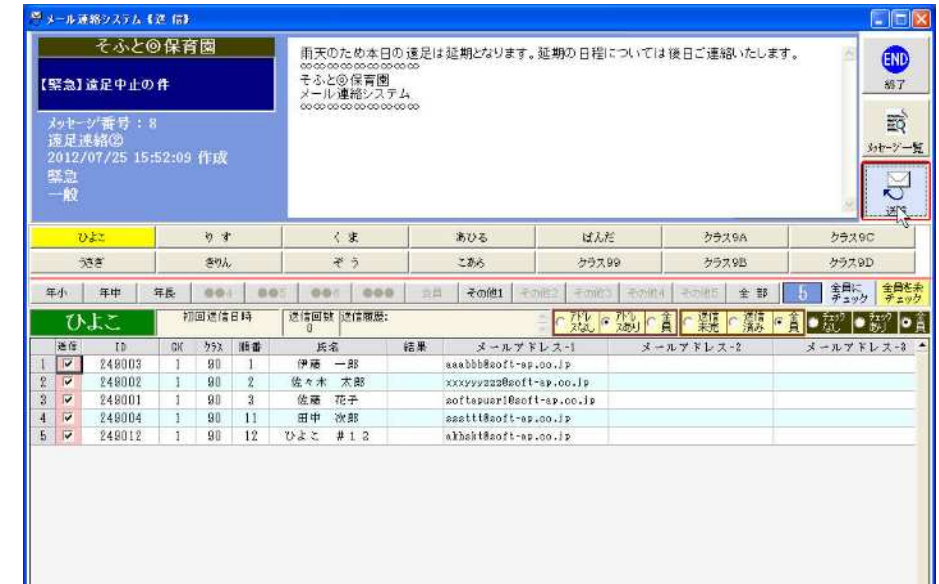 メール連絡システム【送信】
そふと◎保育園
【緊急】遠足中止の件
メッセージ番号：8
遠足連絡②
2012/07/25 15:52:09 作成
緊急
一般
雨天のため本日の遠足は延期となります。延期の日程については後日ご連絡いたします。
∞∞∞∞∞∞∞∞∞∞
そふと◎保育園
メール連絡システム
∞∞∞∞∞∞∞∞∞∞
END
終了
メッセージ一覧
送信
ひよこ りす くま あひる ぱんだ クラス9A クラス9C
うさぎ きりん ぞう こあら クラス99 クラス9B クラス9D
年小 年中 年長 ●●4 ●●5 ●●6 ●●● 会員 その他1 その他2 その他3 その他4 その他5 全部 5 全員にチェック 全員を未チェック
ひよこ 初回送信日時 送信回数 0 送信履歴: アドレスなし アドレスあり 全員 送信未完 送信済み 全員 チェックなし チェックあり 全員
送信 ID GK クラス 順番 氏名 結果 メールアドレス-1 メールアドレス-2 メールアドレス-3
1 249003 1 90 1 伊藤 一郎 aaabbb@soft-ap.co.jp
2 249002 1 90 2 佐々木 太郎 xxxyyyzzz@soft-ap.co.jp
3 249001 1 90 3 佐藤 花子 softapusr1@soft-ap.co.jp
4 249004 1 90 11 田中 次郎 sssttt@soft-ap.co.jp
5 249012 1 90 12 ひよこ #12 akbskt@soft-ap.co.jp